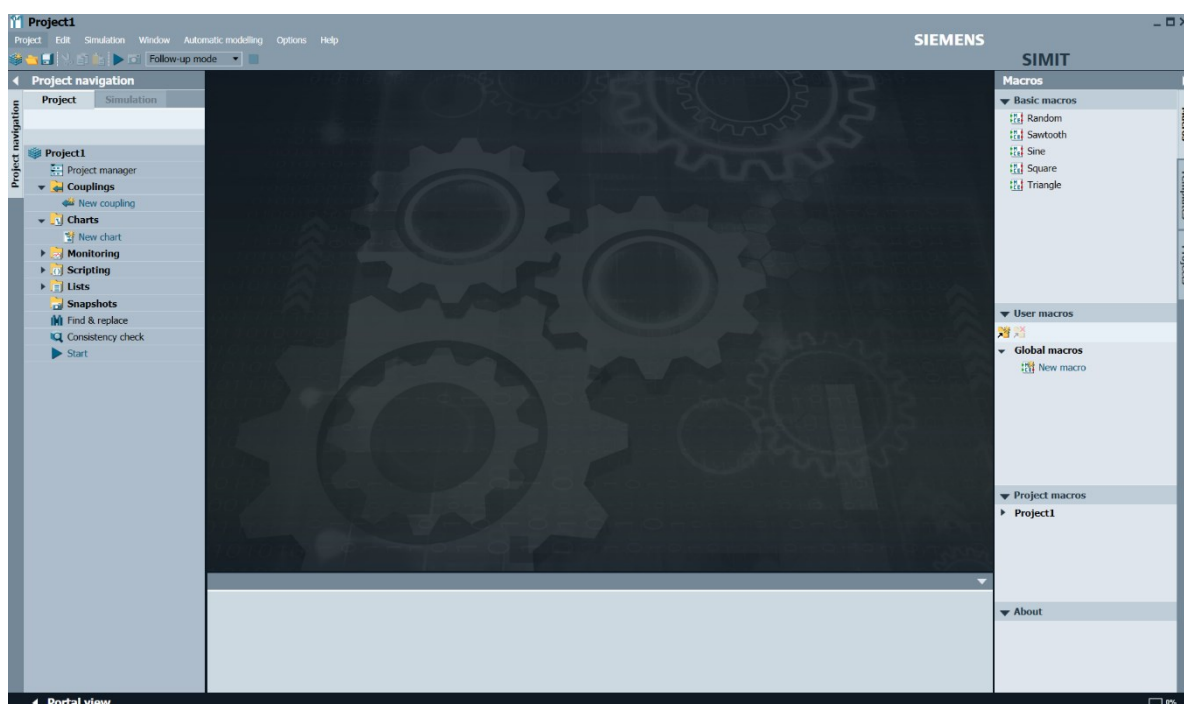 Project1
Project Edit Simulation Window Automatic modelling Options Help
SIEMENS
Follow-up mode
SIMIT
Project navigation
Project Simulation
Project navigation
Project1
Project manager
Couplings
New coupling
Charts
New chart
Monitoring
Scripting
Lists
Snapshots
Find & replace
Consistency check
Start
Macros
Basic macros
Random
Sawtooth
Sine
Square
Triangle
User macros
Global macros
New macro
Project macros
Project1
About
Portal view
0%